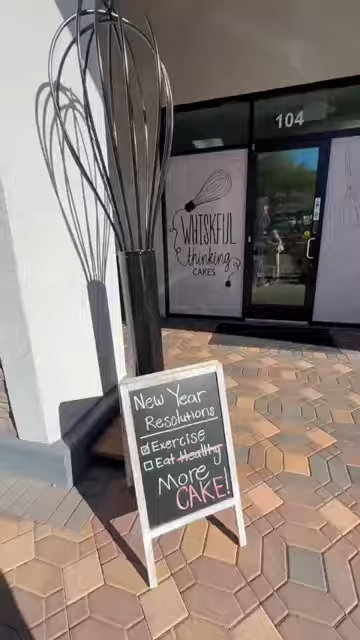 104
WHISKFUL
thinking
CAKES
New Year
Resolutions
☑ Exercise
☐ Eat Healthy
More
CAKE!